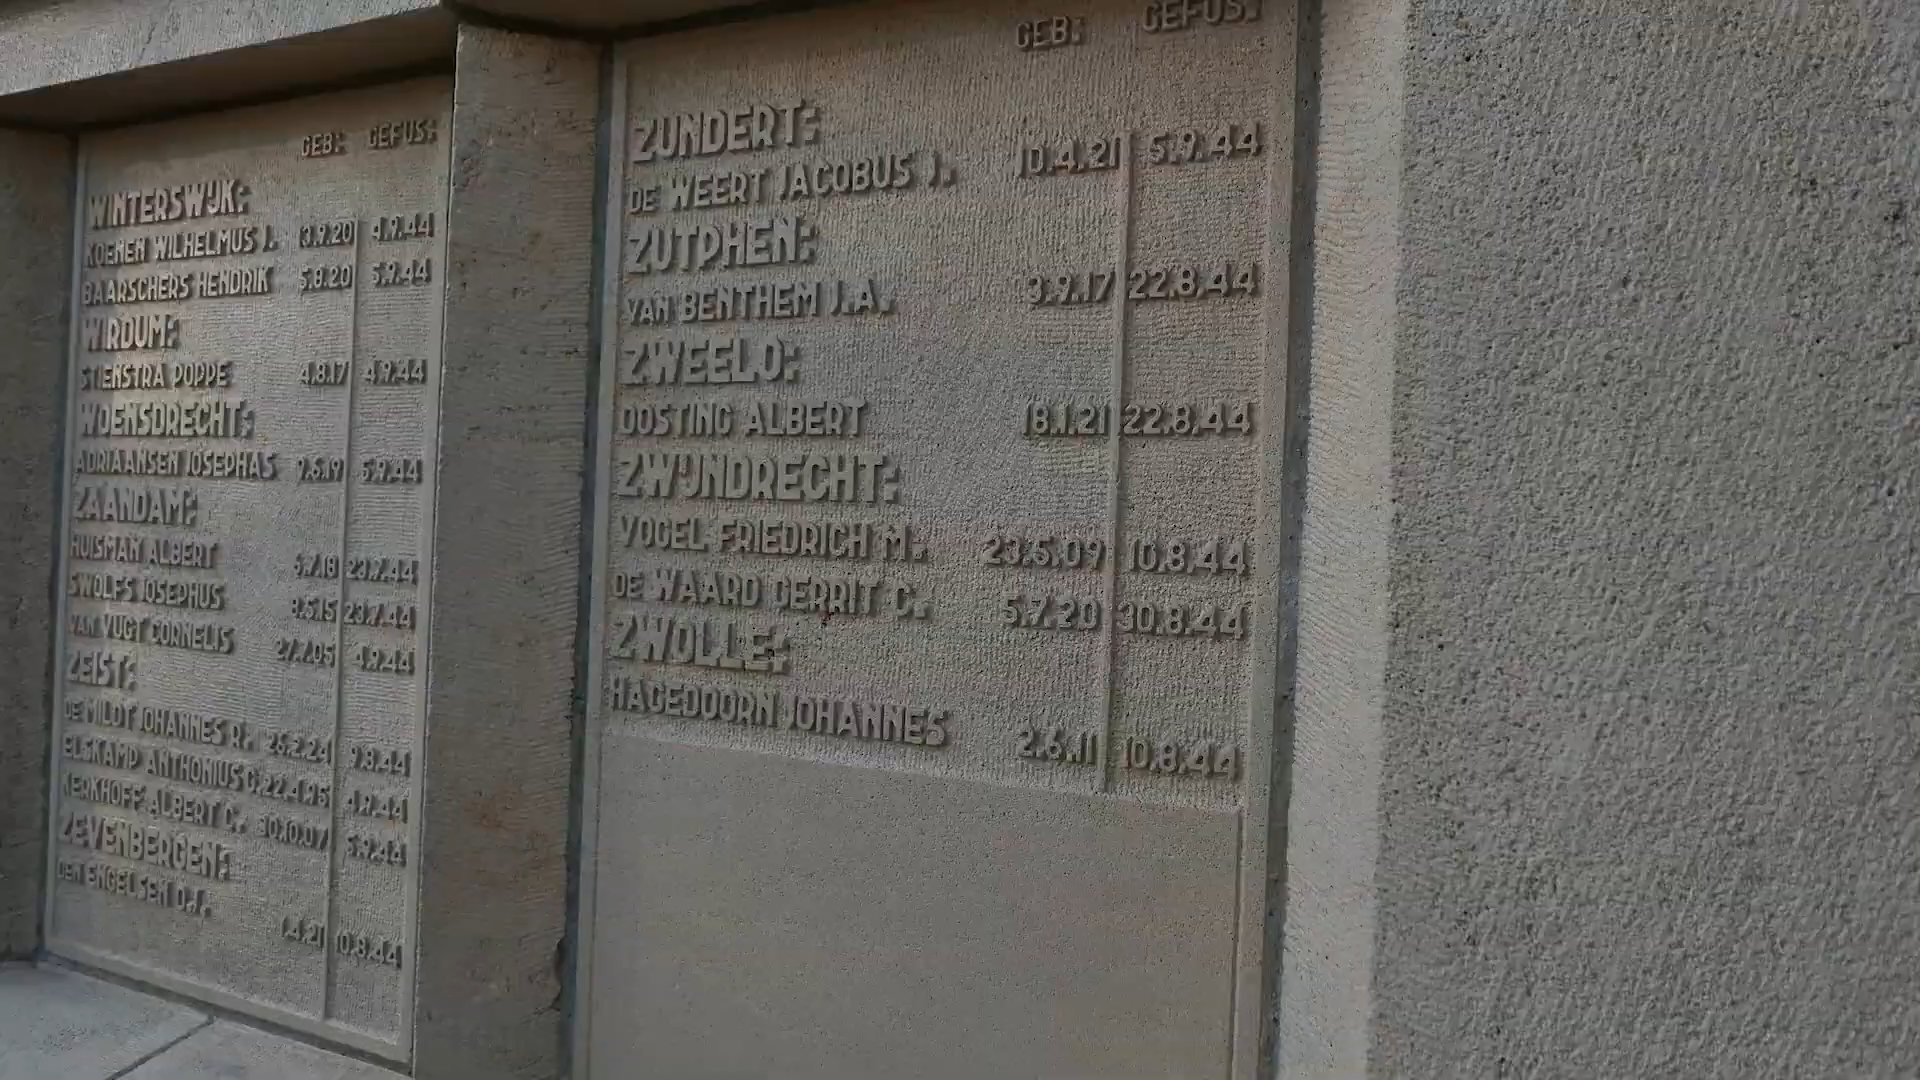 GEB: GEFUS:
WINTERSWIJK:
KOENEN WILHELMUS J. 13.9.20 4.9.44
BAARSCHERS HENDRIK 5.8.20 5.9.44
WIRDUM:
STIENSTRA POPPE 4.8.17 4.9.44
WOENSDRECHT:
ADRIAANSEN JOSEPHAS 9.6.19 5.9.44
ZAANDAM:
HUISMAN ALBERT 6.7.18 23.7.44
SWOLFS JOSEPHUS 8.5.15 23.7.44
VAN VUGT CORNELIS 27.7.05 4.9.44
ZEIST:
DE MILDT JOHANNES R. 26.2.24 9.8.44
ELSKAMP ANTHONIUS G. 22.4.95 4.9.44
KERKHOFF ALBERT C. 30.10.07 5.9.44
ZEVENBERGEN:
DEN ENGELSEN D.J. 1.4.21 10.8.44
GEB: GEFUS:
ZUNDERT:
DE WEERT JACOBUS J. 10.4.21 5.9.44
ZUTPHEN:
VAN BENTHEM J.A. 3.9.17 22.8.44
ZWEELO:
OOSTING ALBERT 18.1.21 22.8.44
ZWIJNDRECHT:
VOGEL FRIEDRICH M. 23.5.09 10.8.44
DE WAARD GERRIT C. 5.7.20 30.8.44
ZWOLLE:
HAGEDOORN JOHANNES 2.6.11 10.8.44